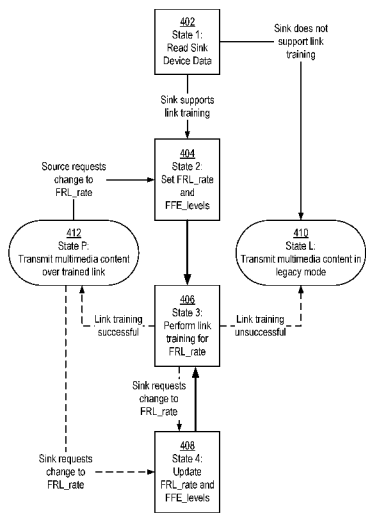 402
State 1:
Read Sink
Device Data
Sink does not
support link
training
Sink supports
link training
Source requests
change to
FRL_rate
404
State 2:
Set FRL_rate
and
FFE_levels
412
State P:
Transmit multimedia content
over trained link
410
State L:
Transmit multimedia content in
legacy mode
406
State 3:
Perform link
training for
FRL_rate
Link training
successful
Link training
unsuccessful
Sink requests
change to
FRL_rate
Sink requests
change to
FRL_rate
408
State 4:
Update
FRL_rate and
FFE_levels